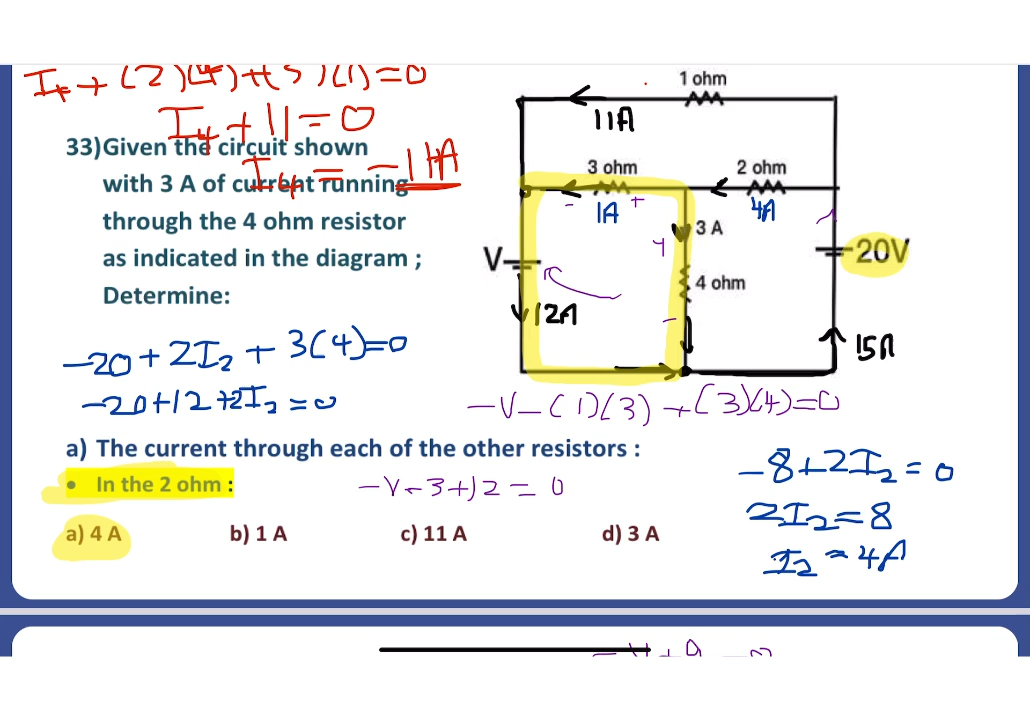 I4 + (2)(4) + (3)(1) = 0
I4 + 11 = 0
I4 = -11A
33) Given the circuit shown
with 3 A of current running
through the 4 ohm resistor
as indicated in the diagram ;
Determine:
1 ohm
11A
3 ohm
2 ohm
1A
+
-
4A
3 A
V
20V
4 ohm
-
12A
15A
-20 + 2I2 + 3(4) = 0
-20 + 12 + 2I2 = 0
-V - (1)(3) + (3)(4) = 0
a) The current through each of the other resistors :
• In the 2 ohm :
-V - 3 + 12 = 0
-8 + 2I2 = 0
2I2 = 8
I2 = 4A
a) 4 A
b) 1 A
c) 11 A
d) 3 A